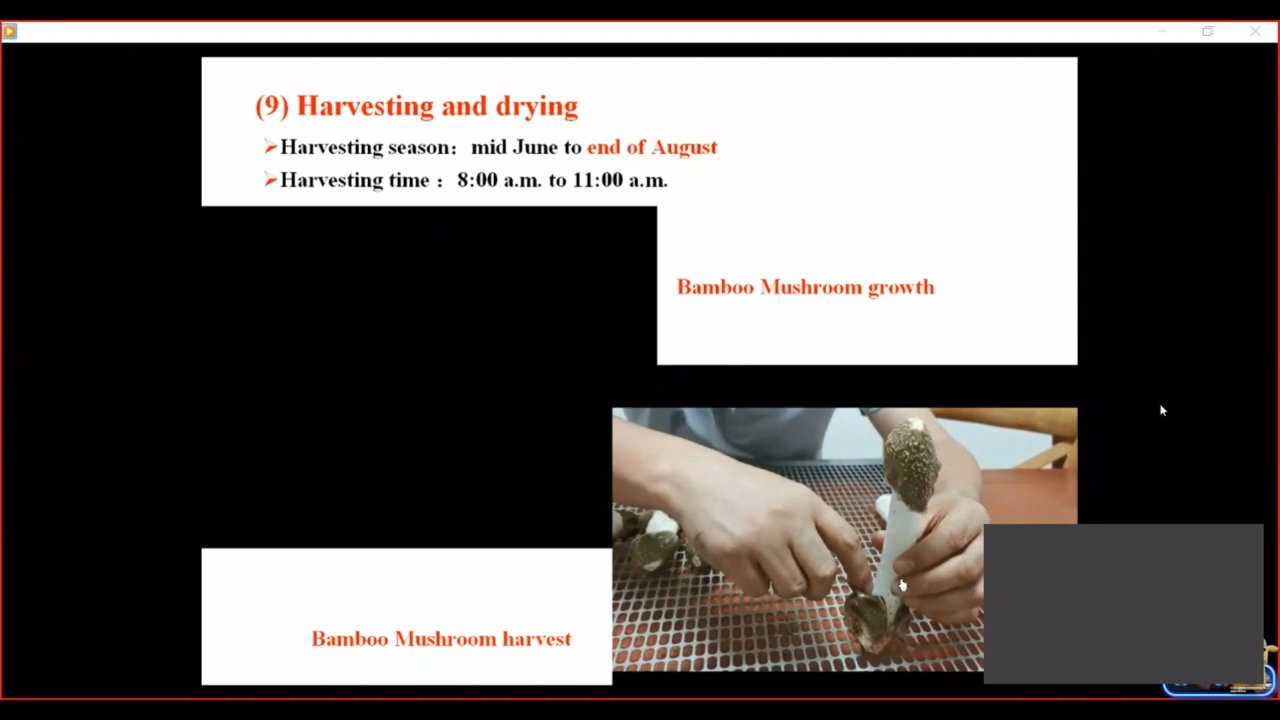 (9) Harvesting and drying
➢Harvesting season：mid June to end of August
➢Harvesting time：8:00 a.m. to 11:00 a.m.
Bamboo Mushroom growth
Bamboo Mushroom harvest